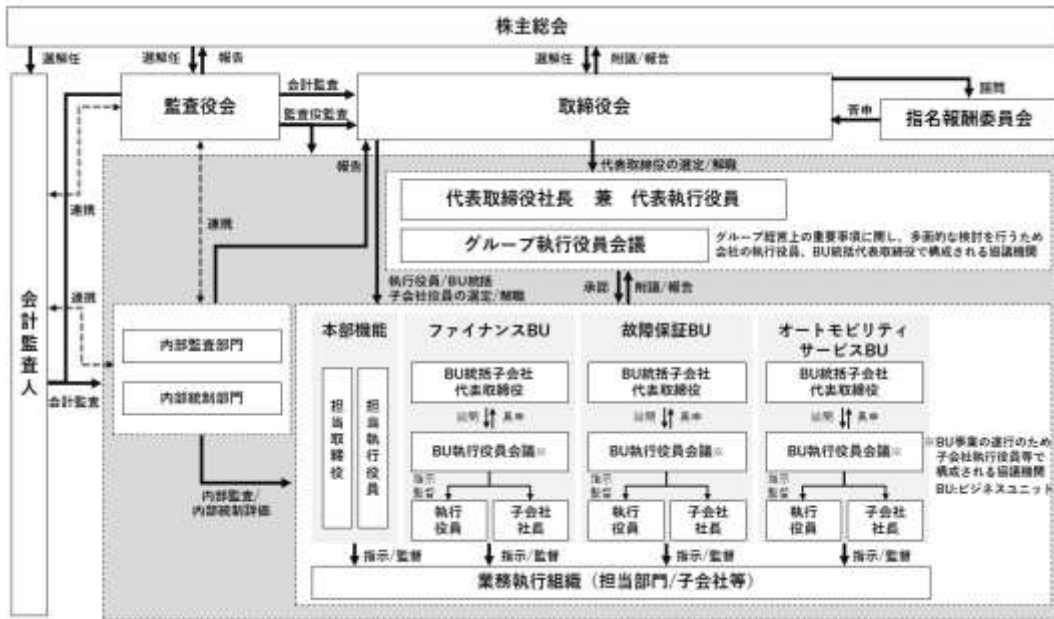 株主総会
選解任
選解任
報告
選解任
附議/報告
監査役会
会計監査
監査役監査
取締役会
諮問
答申
指名報酬委員会
報告
代表取締役の選定/解職
連携
連携
代表取締役社長 兼 代表執行役員
グループ執行役員会議
グループ経営上の重要事項に関し、多面的な検討を行うため
会社の執行役員、BU統括代表取締役で構成される協議機関
執行役員/BU統括
子会社役員の選定/解職
承認
附議/報告
連携
会計監査人
会計監査
内部監査部門
内部統制部門
内部監査/
内部統制評価
本部機能
担当取締役
担当執行役員
ファイナンスBU
BU統括子会社
代表取締役
諮問
具申
BU執行役員会議※
指示
監督
執行
役員
子会社
社長
故障保証BU
BU統括子会社
代表取締役
諮問
具申
BU執行役員会議※
指示
監督
執行
役員
子会社
社長
オートモビリティ
サービスBU
BU統括子会社
代表取締役
諮問
具申
BU執行役員会議※
指示
監督
執行
役員
子会社
社長
※BU事業の遂行のため
子会社執行役員等で
構成される協議機関
BU:ビジネスユニット
指示/監督
指示/監督
指示/監督
指示/監督
業務執行組織（担当部門/子会社等）